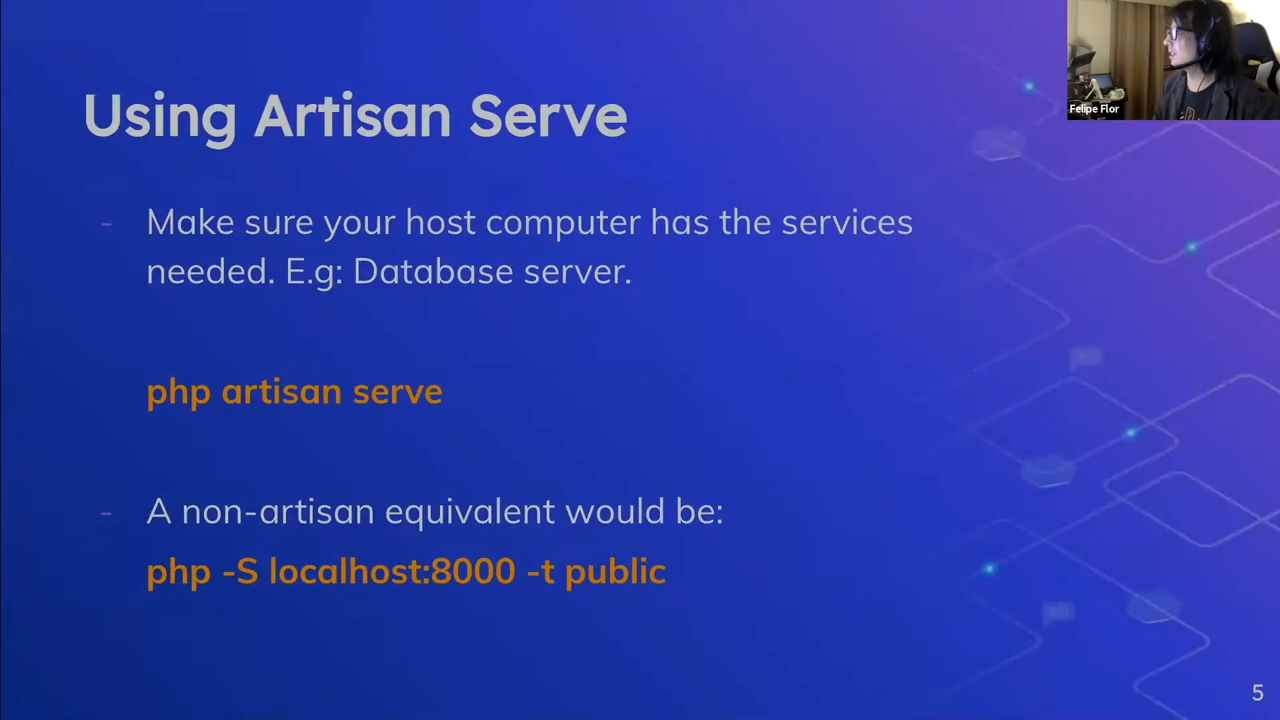 Using Artisan Serve
Felipe Flor
- Make sure your host computer has the services
needed. E.g: Database server.
php artisan serve
- A non-artisan equivalent would be:
php -S localhost:8000 -t public
5